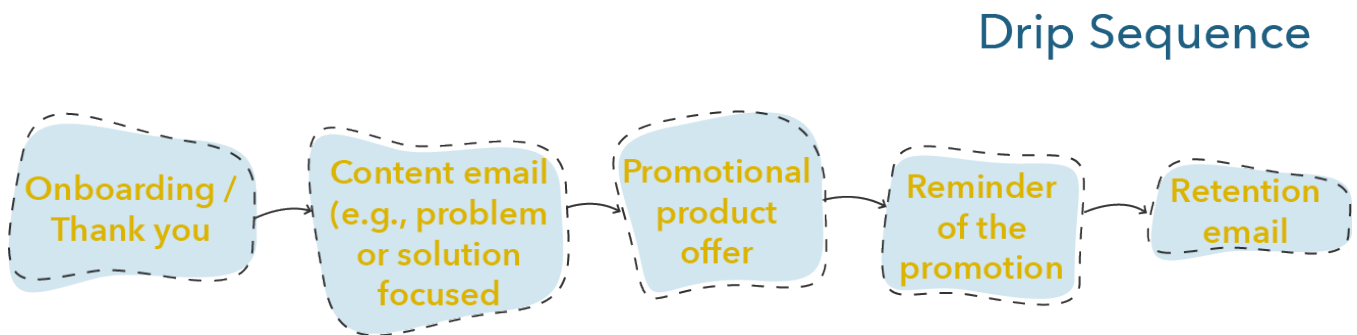 Drip Sequence
Onboarding /
Thank you
Content email
(e.g., problem
or solution
focused
Promotional
product
offer
Reminder
of the
promotion
Retention
email